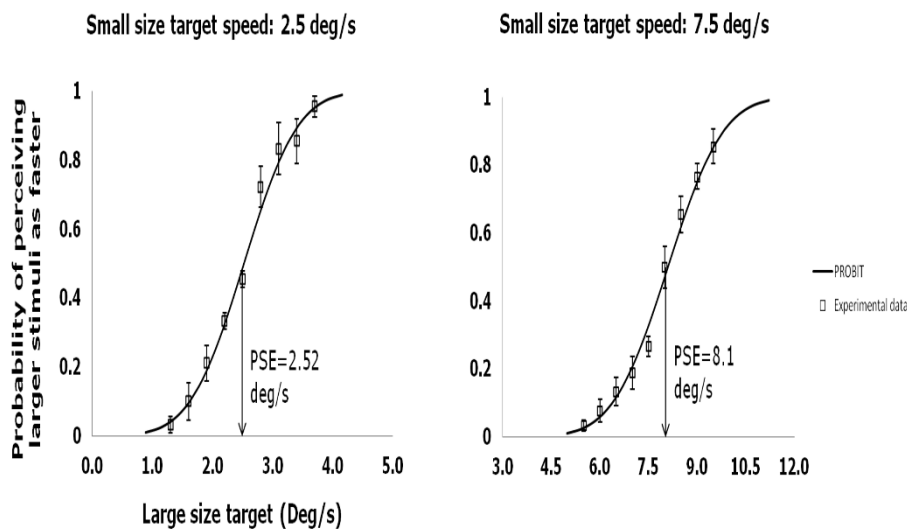 Small size target speed: 2.5 deg/s
Small size target speed: 7.5 deg/s
Probability of perceiving
larger stimuli as faster
1
0.8
0.6
0.4
0.2
0
PSE=2.52
deg/s
0.0 1.0 2.0 3.0 4.0 5.0
Large size target (Deg/s)
1
0.8
0.6
0.4
0.2
0
PSE=8.1
deg/s
3.0 4.5 6.0 7.5 9.0 10.5 12.0
PROBIT
Experimental data